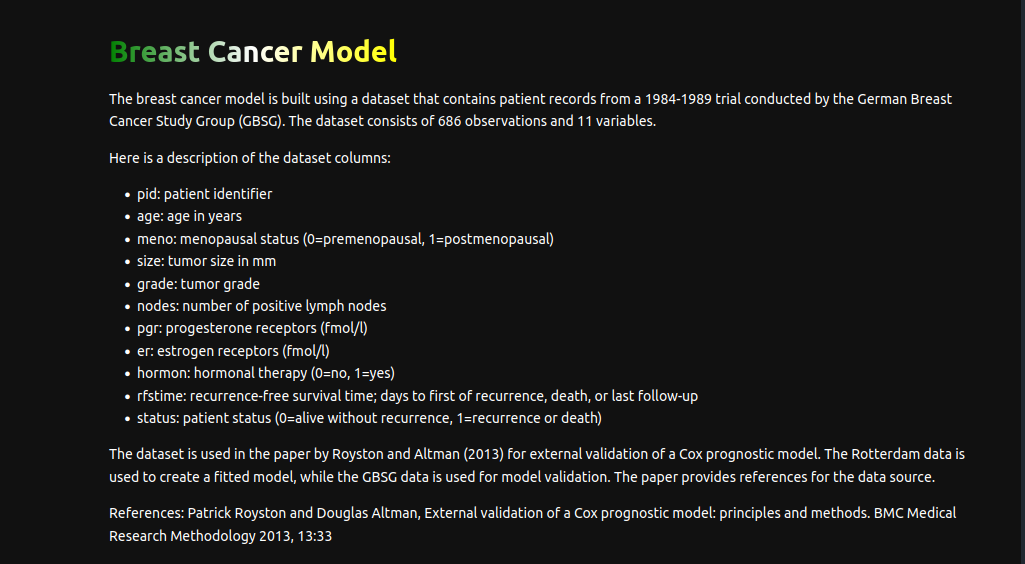 Breast Cancer Model
The breast cancer model is built using a dataset that contains patient records from a 1984-1989 trial conducted by the German Breast
Cancer Study Group (GBSG). The dataset consists of 686 observations and 11 variables.
Here is a description of the dataset columns:
• pid: patient identifier
• age: age in years
• meno: menopausal status (0=premenopausal, 1=postmenopausal)
• size: tumor size in mm
• grade: tumor grade
• nodes: number of positive lymph nodes
• pgr: progesterone receptors (fmol/l)
• er: estrogen receptors (fmol/l)
• hormon: hormonal therapy (0=no, 1=yes)
• rfstime: recurrence-free survival time; days to first of recurrence, death, or last follow-up
• status: patient status (0=alive without recurrence, 1=recurrence or death)
The dataset is used in the paper by Royston and Altman (2013) for external validation of a Cox prognostic model. The Rotterdam data is
used to create a fitted model, while the GBSG data is used for model validation. The paper provides references for the data source.
References: Patrick Royston and Douglas Altman, External validation of a Cox prognostic model: principles and methods. BMC Medical
Research Methodology 2013, 13:33